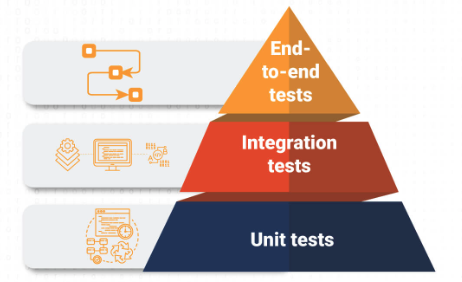 End-
to-end
tests
Integration
tests
Unit tests